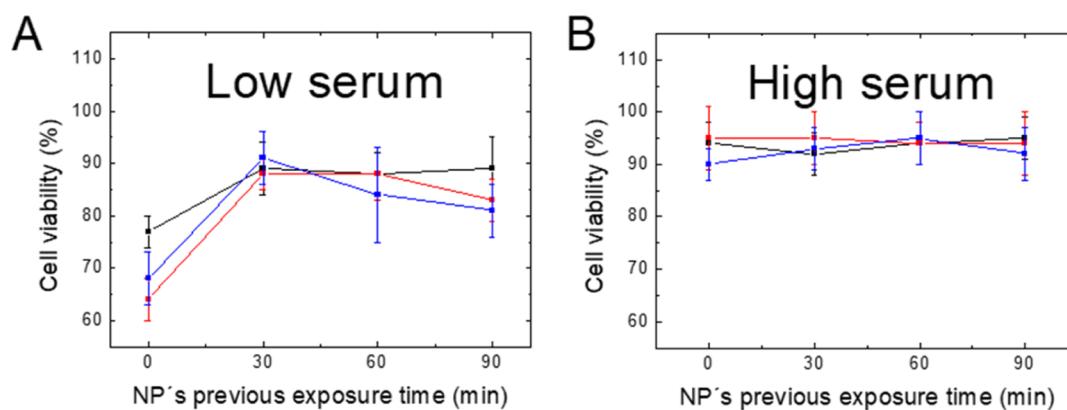 A
Low serum
Cell viability (%)
110
100
90
80
70
60
0 30 60 90
NP´s previous exposure time (min)
B
High serum
Cell viability (%)
110
100
90
80
70
60
0 30 60 90
NP´s previous exposure time (min)